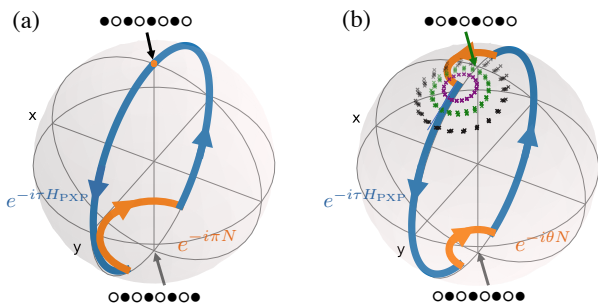 (a)
x
y
$e^{-i\tau H_{\mathrm{PXP}}}$
$e^{-i\pi N}$
(b)
x
y
$e^{-i\tau H_{\mathrm{PXP}}}$
$e^{-i\theta N}$